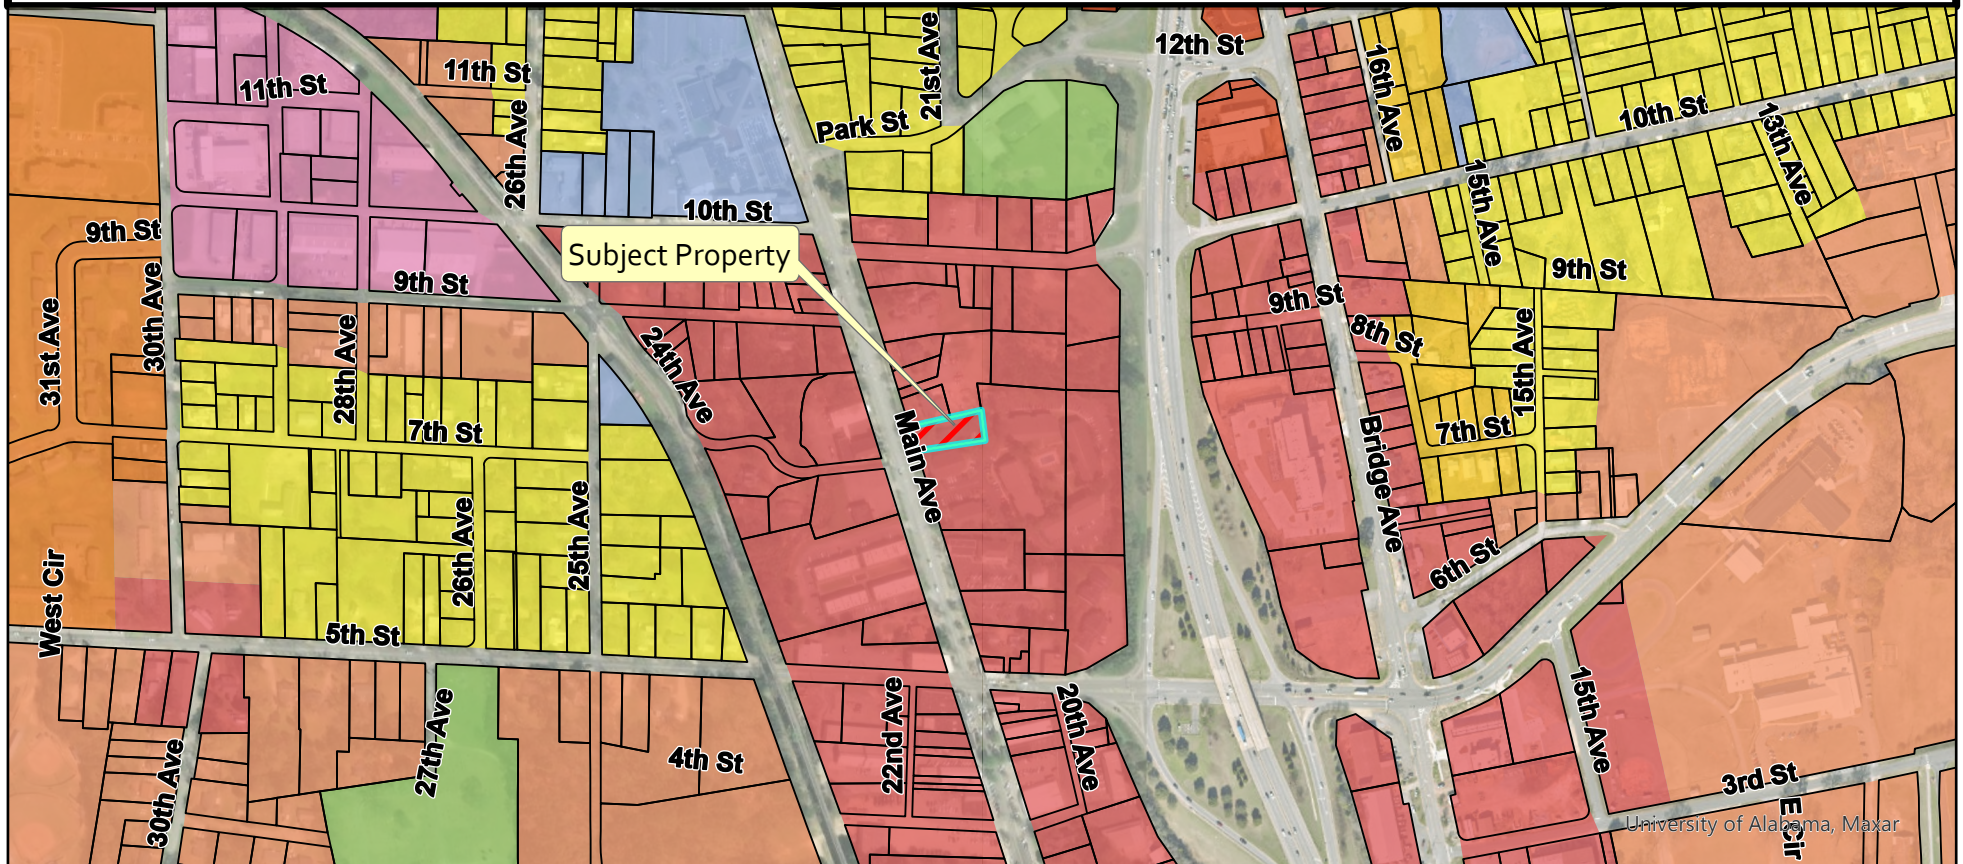 12th St
21st Ave
16th Ave
11th St
11th St
26th Ave
Park St
10th St
13th Ave
15th Ave
10th St
9th St
Subject Property
9th St
9th St
9th St
30th Ave
31st Ave
28th Ave
24th Ave
8th St
15th Ave
7th St
Main Ave
Bridge Ave
7th St
26th Ave
25th Ave
6th St
West Cir
5th St
27th Ave
30th Ave
4th St
22nd Ave
20th Ave
15th Ave
3rd St
E Cir
University of Alabama, Maxar